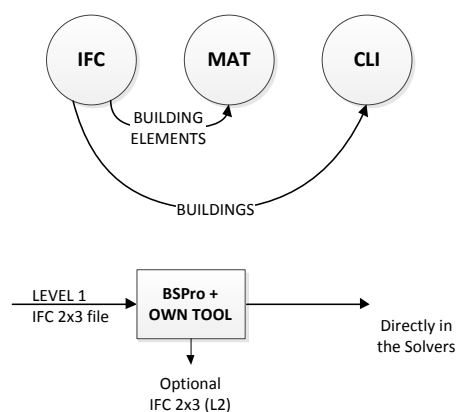 IFC
MAT
CLI
BUILDING
ELEMENTS
BUILDINGS
LEVEL 1
IFC 2x3 file
BSPro +
OWN TOOL
Directly in
the Solvers
Optional
IFC 2x3 (L2)